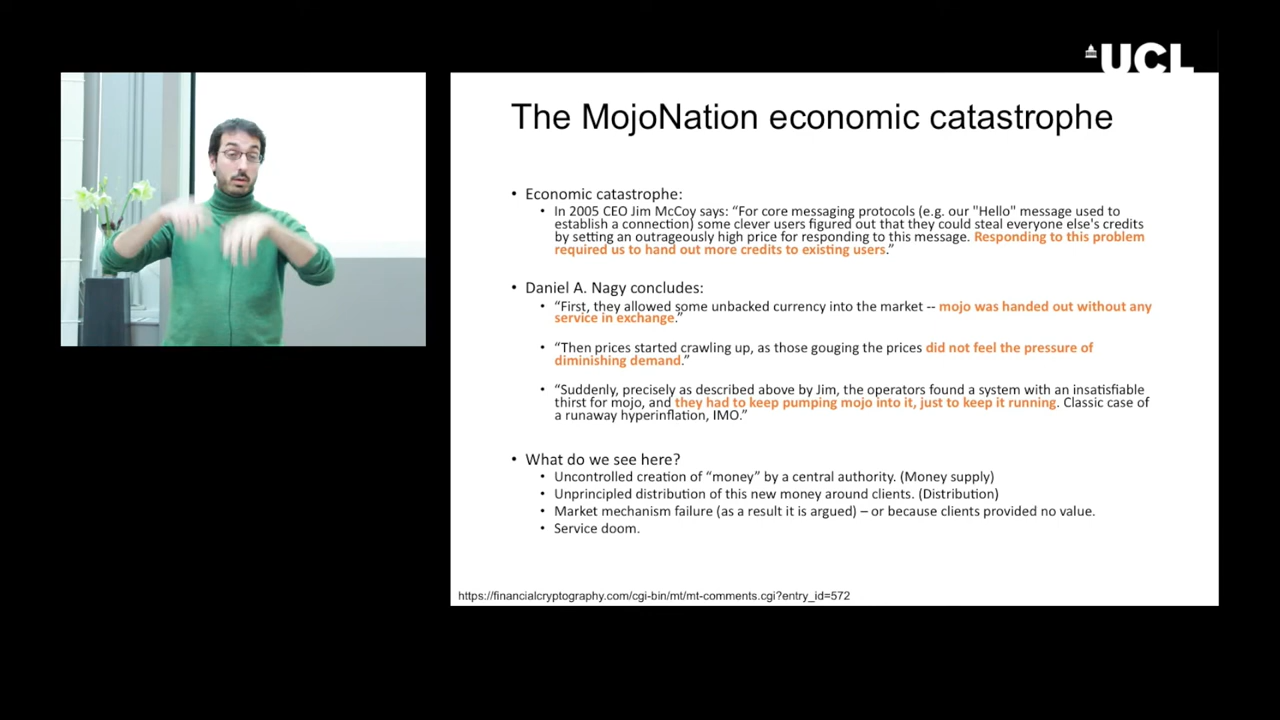 UCL
The MojoNation economic catastrophe
• Economic catastrophe:
• In 2005 CEO Jim McCoy says: “For core messaging protocols (e.g. our "Hello" message used to
establish a connection) some clever users figured out that they could steal everyone else's credits
by setting an outrageously high price for responding to this message. Responding to this problem
required us to hand out more credits to existing users.”
• Daniel A. Nagy concludes:
• “First, they allowed some unbacked currency into the market -- mojo was handed out without any
service in exchange.”
• “Then prices started crawling up, as those gouging the prices did not feel the pressure of
diminishing demand.”
• “Suddenly, precisely as described above by Jim, the operators found a system with an insatisfiable
thirst for mojo, and they had to keep pumping mojo into it, just to keep it running. Classic case of
a runaway hyperinflation, IMO.”
• What do we see here?
• Uncontrolled creation of “money” by a central authority. (Money supply)
• Unprincipled distribution of this new money around clients. (Distribution)
• Market mechanism failure (as a result it is argued) – or because clients provided no value.
• Service doom.
https://financialcryptography.com/cgi-bin/mt/mt-comments.cgi?entry_id=572